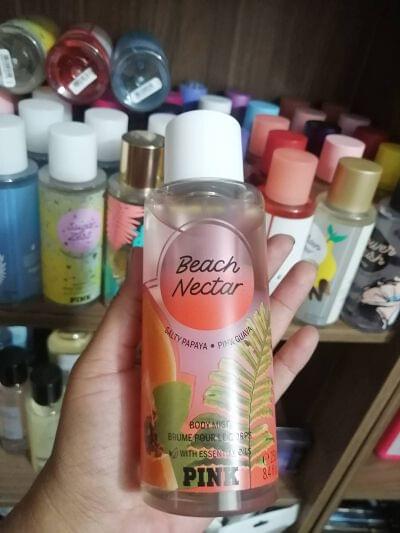 Beach
Nectar
SALTY PAPAYA • PINK GUAVA
BODY MIST
BRUME POUR LE CORPS
WITH ESSENTIAL OILS
PINK
PINK